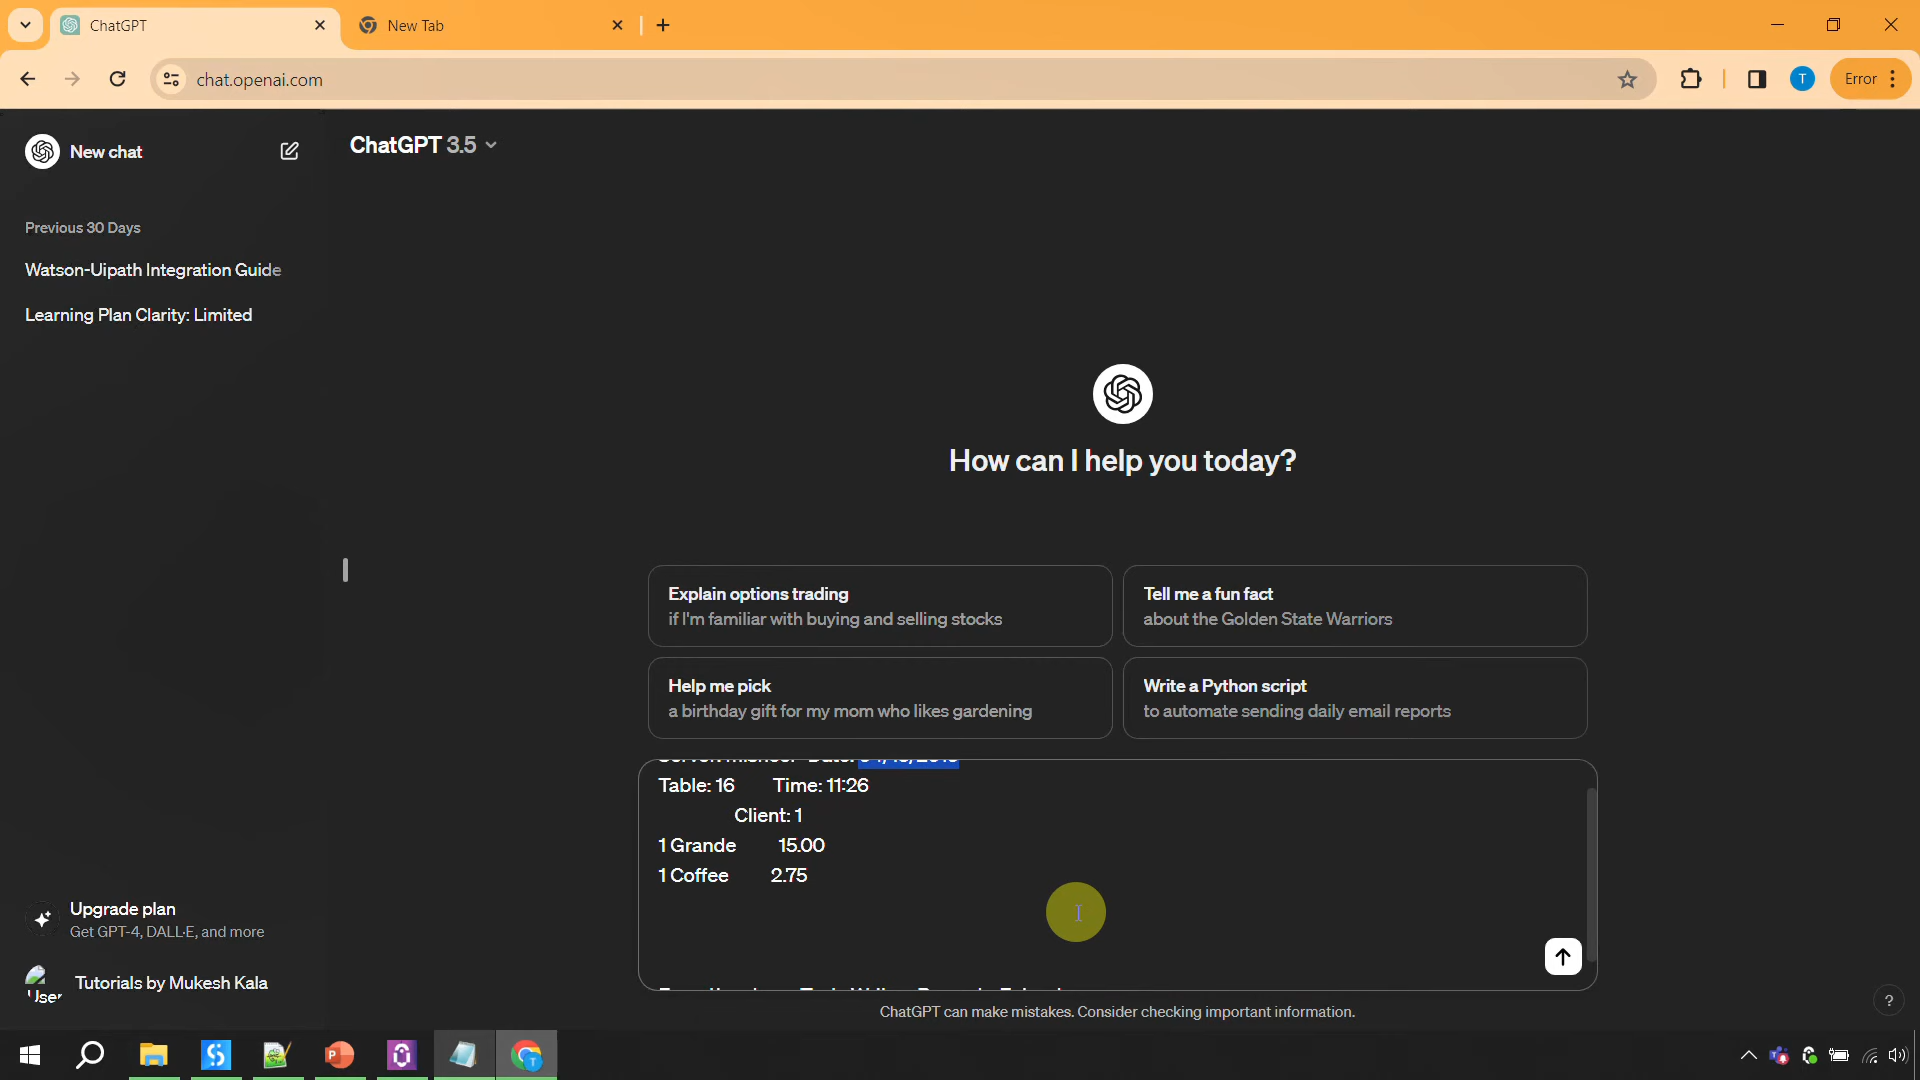 ChatGPT
New Tab
chat.openai.com
T
Error
New chat
ChatGPT 3.5
Previous 30 Days
Watson-Uipath Integration Guide
Learning Plan Clarity: Limited
How can I help you today?
Explain options trading
if I'm familiar with buying and selling stocks
Tell me a fun fact
about the Golden State Warriors
Help me pick
a birthday gift for my mom who likes gardening
Write a Python script
to automate sending daily email reports
Table: 16 Time: 11:26
Client: 1
1 Grande 15.00
1 Coffee 2.75
Upgrade plan
Get GPT-4, DALL·E, and more
User
Tutorials by Mukesh Kala
ChatGPT can make mistakes. Consider checking important information.
?